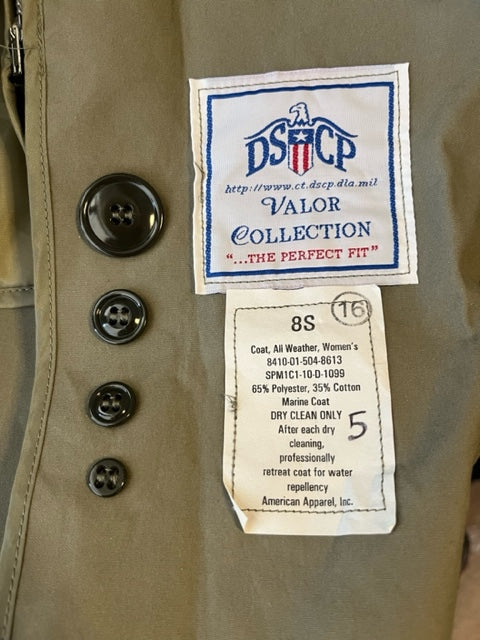 DSCP
http://www.ct.dscp.dla.mil
VALOR
COLLECTION
"...THE PERFECT FIT"
16
8S
Coat, All Weather, Women's
8410-01-504-8613
SPM1C1-10-D-1099
65% Polyester, 35% Cotton
Marine Coat
DRY CLEAN ONLY
After each dry
5
cleaning,
professionally
retreat coat for water
repellency
American Apparel, Inc.